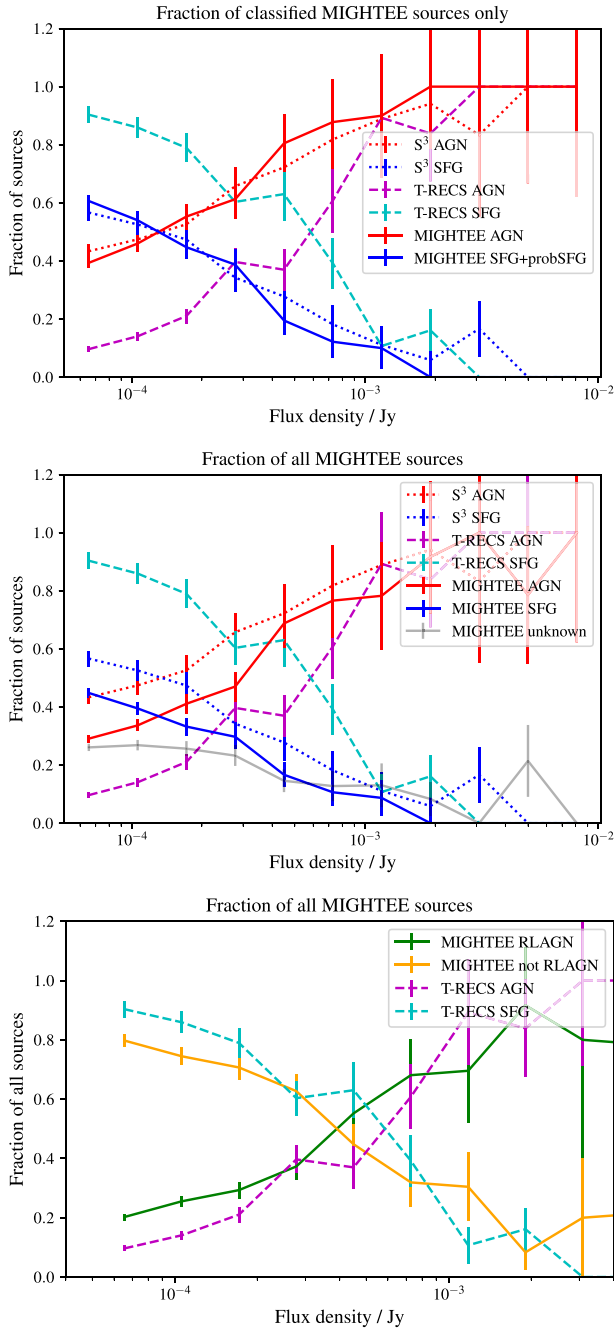 Fraction of classified MIGHTEE sources only
1.2
1.0
0.8
0.6
0.4
0.2
0.0
Fraction of sources
S³ AGN
S³ SFG
T-RECS AGN
T-RECS SFG
MIGHTEE AGN
MIGHTEE SFG+probSFG
10⁻⁴
10⁻³
10⁻²
Flux density / Jy
Fraction of all MIGHTEE sources
1.2
1.0
0.8
0.6
0.4
0.2
0.0
Fraction of sources
S³ AGN
S³ SFG
T-RECS AGN
T-RECS SFG
MIGHTEE AGN
MIGHTEE SFG
MIGHTEE unknown
10⁻⁴
10⁻³
10⁻²
Flux density / Jy
Fraction of all MIGHTEE sources
1.2
1.0
0.8
0.6
0.4
0.2
0.0
Fraction of all sources
MIGHTEE RLAGN
MIGHTEE not RLAGN
T-RECS AGN
T-RECS SFG
10⁻⁴
10⁻³
Flux density / Jy